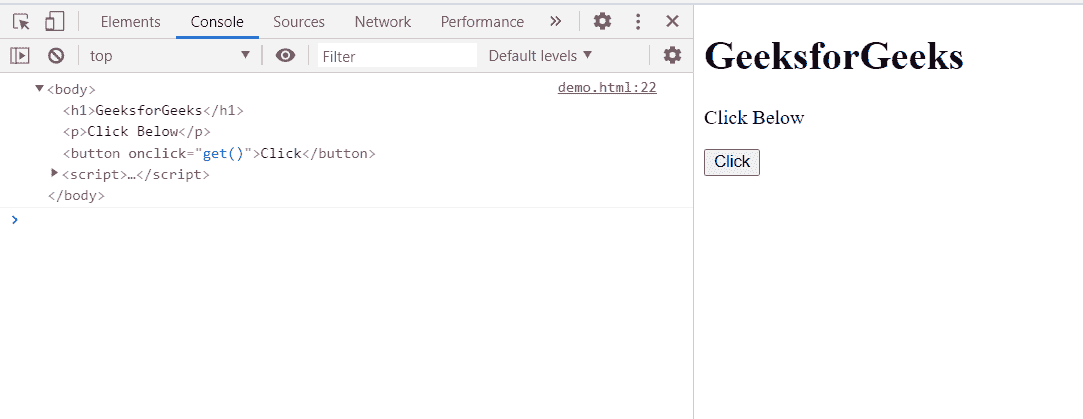 Elements Console Sources Network Performance »
top ▼ Filter Default levels ▼
▼<body> demo.html:22
<h1>GeeksforGeeks</h1>
<p>Click Below</p>
<button onclick="get()">Click</button>
▶<script>…</script>
</body>
>
GeeksforGeeks
Click Below
Click